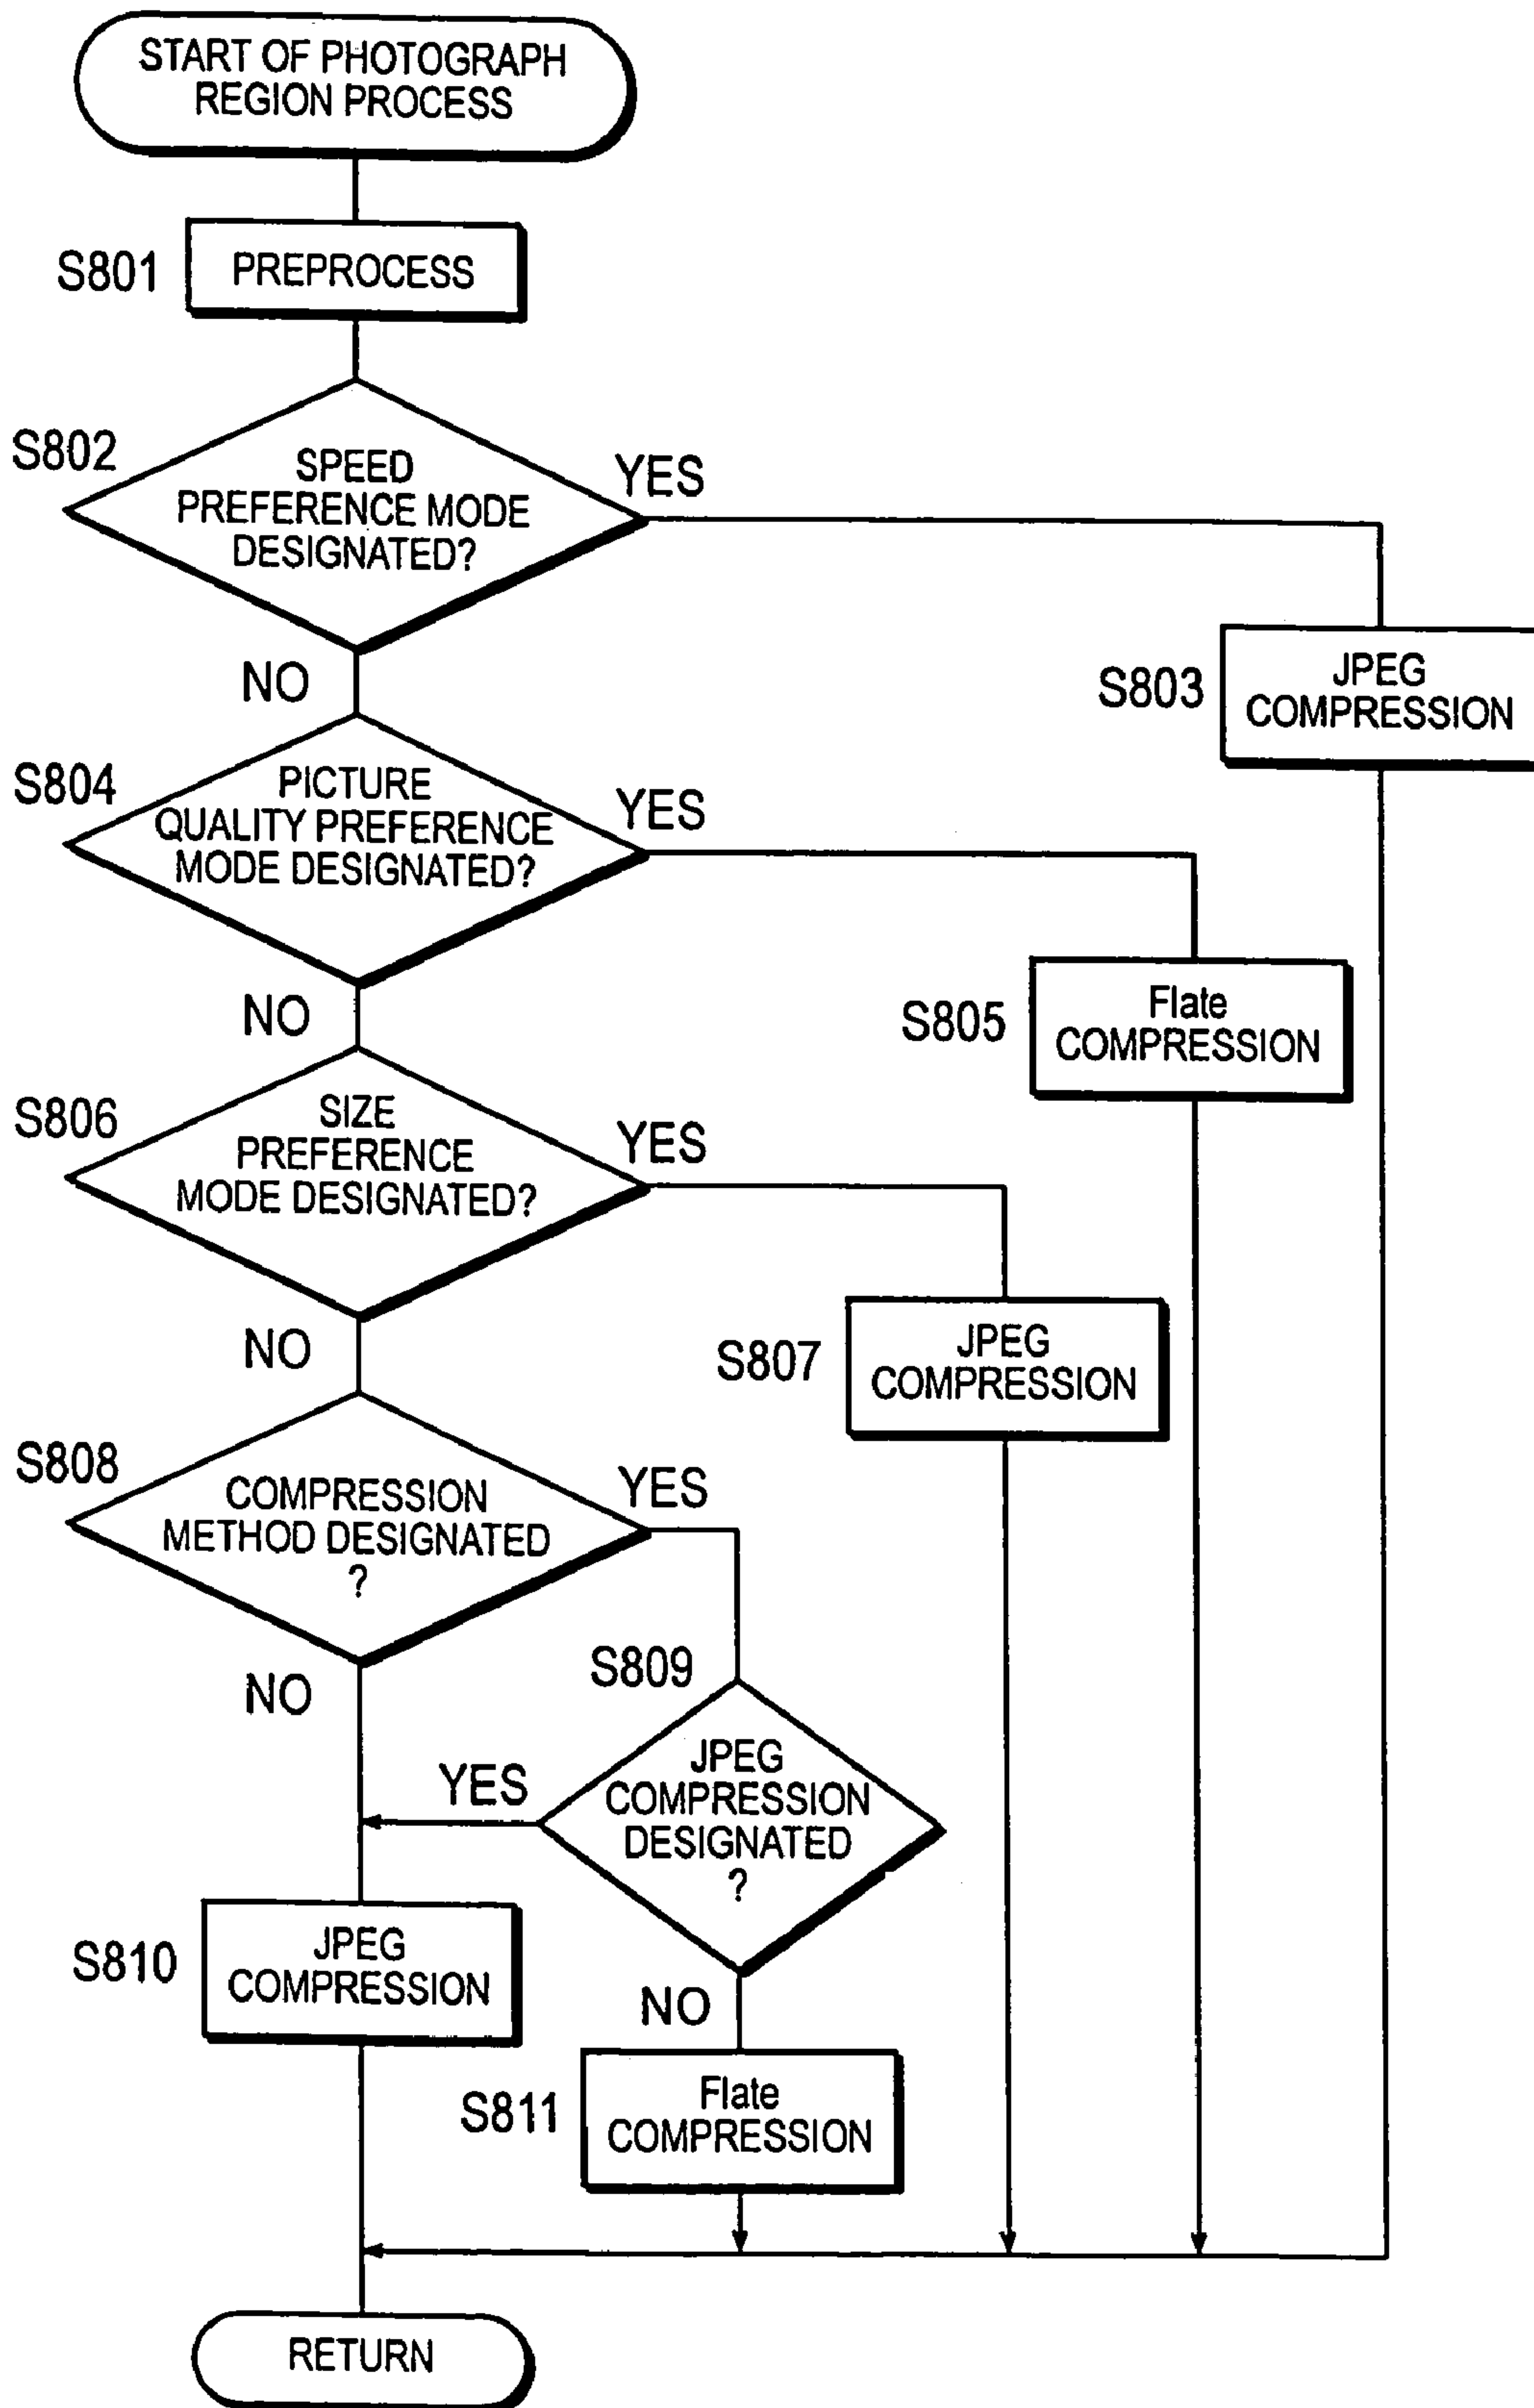 START OF PHOTOGRAPH
REGION PROCESS
S801
PREPROCESS
S802
SPEED
PREFERENCE MODE
DESIGNATED?
YES
NO
S803
JPEG
COMPRESSION
S804
PICTURE
QUALITY PREFERENCE
MODE DESIGNATED?
YES
NO
S805
Flate
COMPRESSION
S806
SIZE
PREFERENCE
MODE DESIGNATED?
YES
NO
S807
JPEG
COMPRESSION
S808
COMPRESSION
METHOD DESIGNATED
?
YES
NO
S809
JPEG
COMPRESSION
DESIGNATED
?
YES
NO
S810
JPEG
COMPRESSION
S811
Flate
COMPRESSION
RETURN